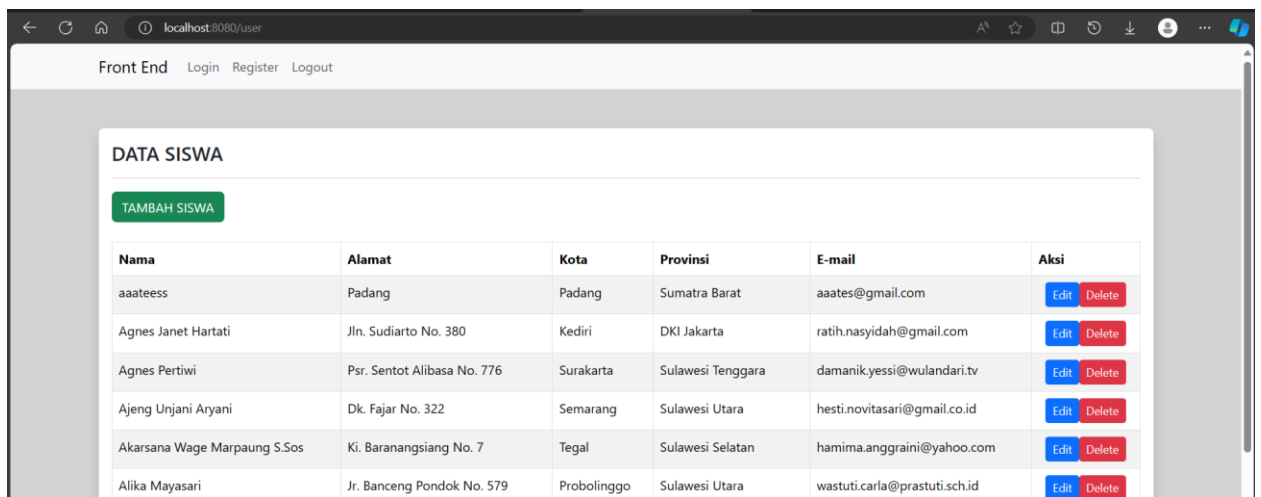 localhost:8080/user
Front End Login Register Logout
DATA SISWA
TAMBAH SISWA
Nama Alamat Kota Provinsi E-mail Aksi
aaateess Padang Padang Sumatra Barat aaates@gmail.com Edit Delete
Agnes Janet Hartati Jln. Sudiarto No. 380 Kediri DKI Jakarta ratih.nasyidah@gmail.com Edit Delete
Agnes Pertiwi Psr. Sentot Alibasa No. 776 Surakarta Sulawesi Tenggara damanik.yessi@wulandari.tv Edit Delete
Ajeng Unjani Aryani Dk. Fajar No. 322 Semarang Sulawesi Utara hesti.novitasari@gmail.co.id Edit Delete
Akarsana Wage Marpaung S.Sos Ki. Baranangsiang No. 7 Tegal Sulawesi Selatan hamima.anggraini@yahoo.com Edit Delete
Alika Mayasari Jr. Banceng Pondok No. 579 Probolinggo Sulawesi Utara wastuti.carla@prastuti.sch.id Edit Delete